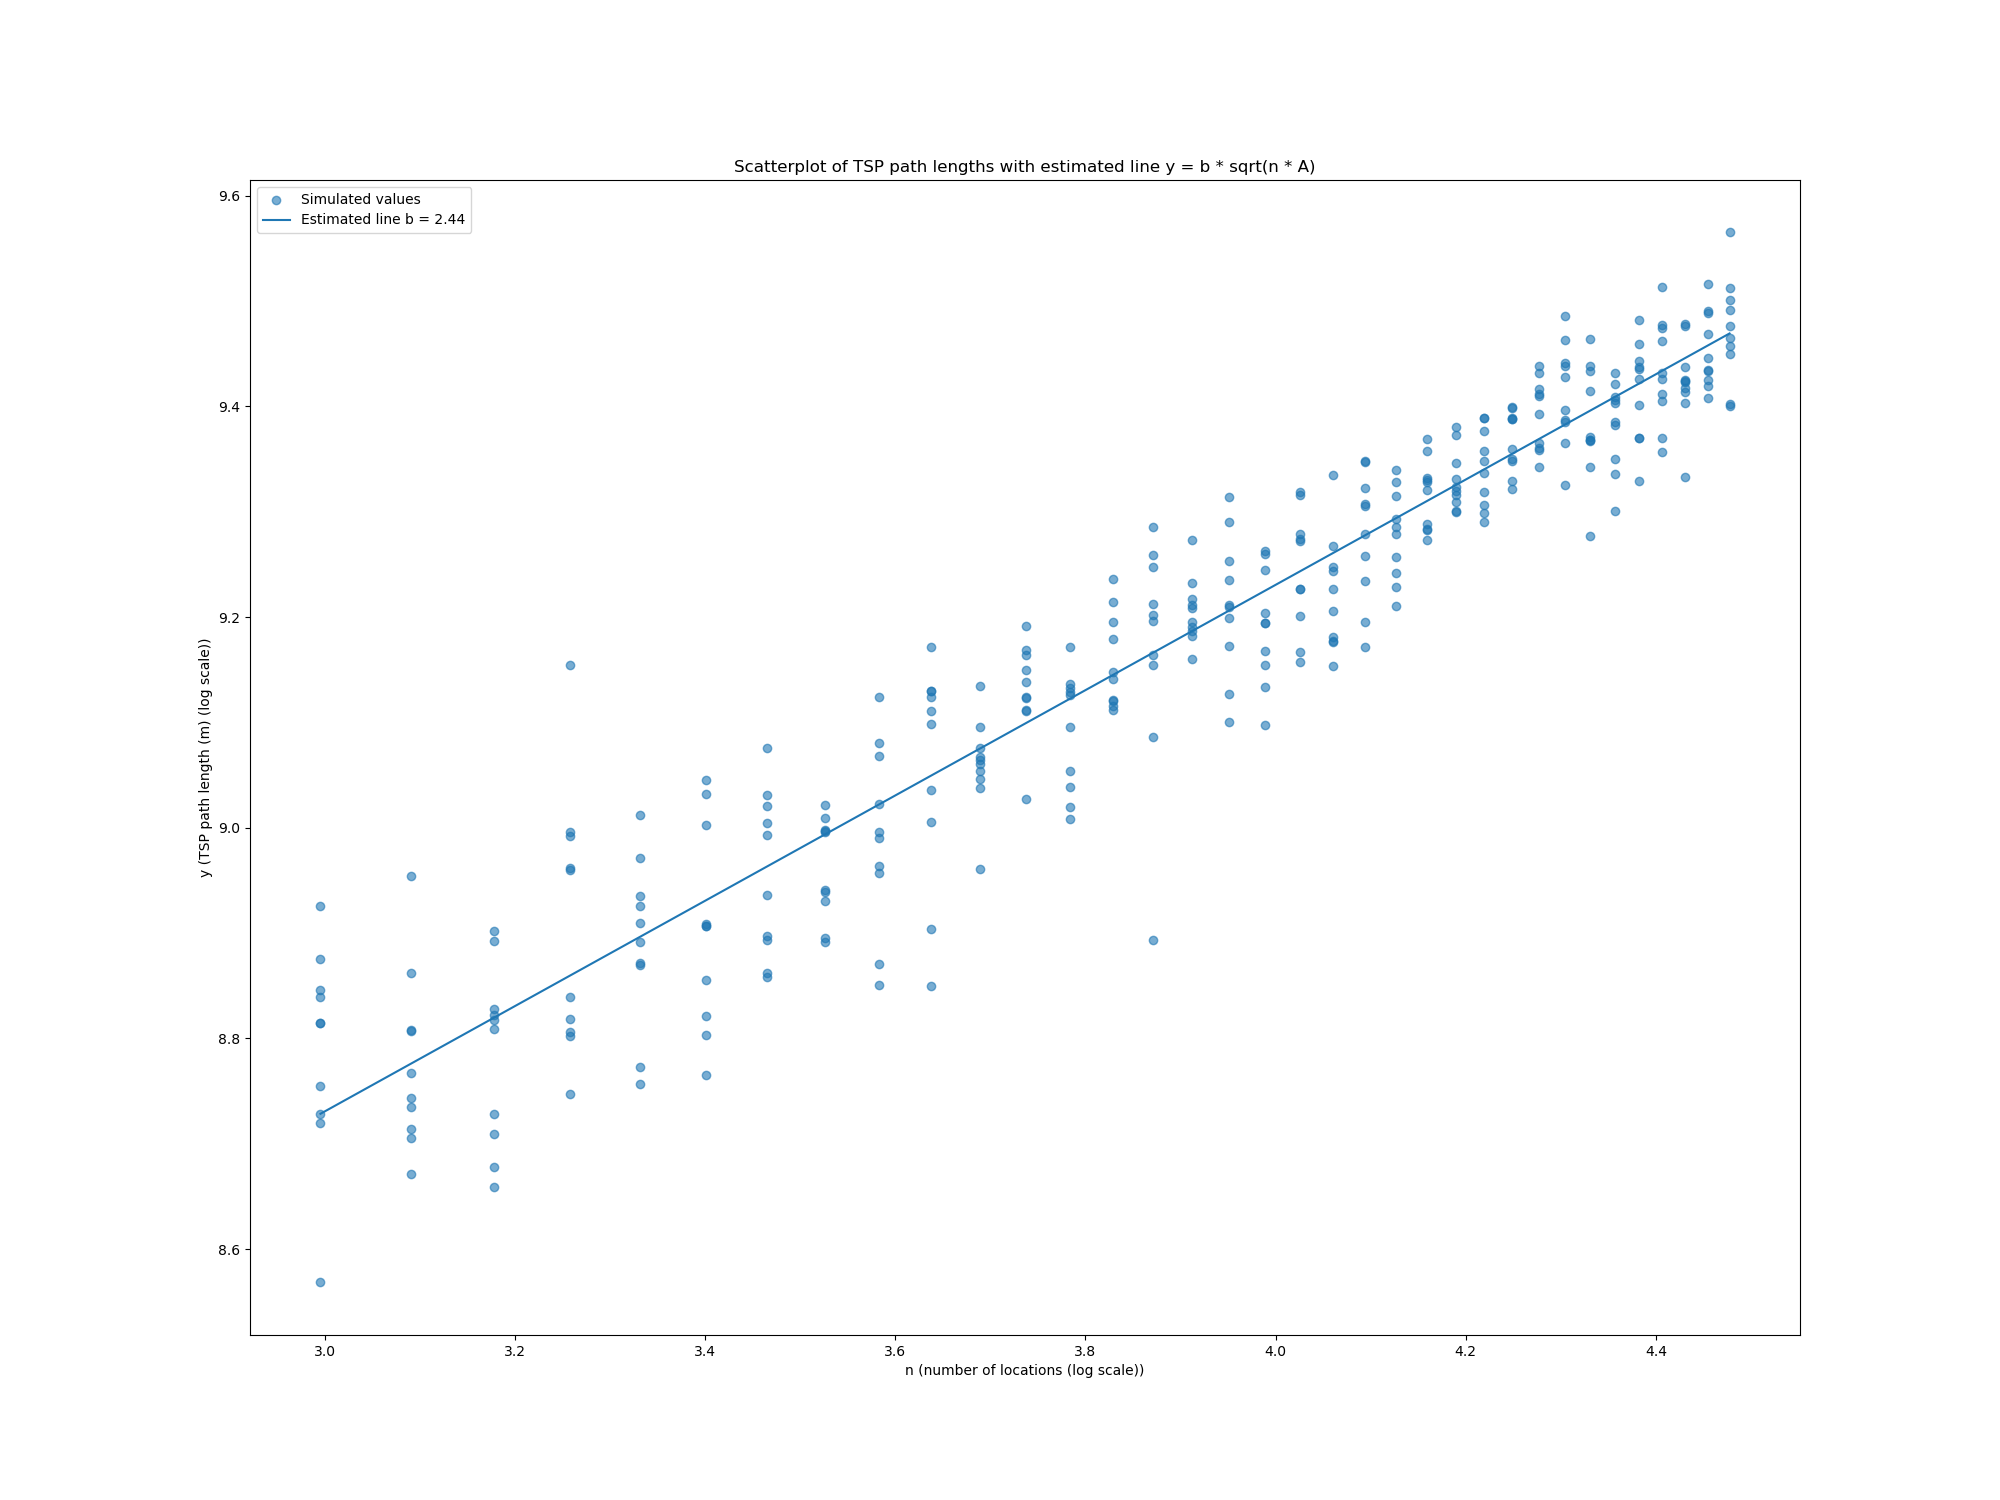 Scatterplot of TSP path lengths with estimated line y = b * sqrt(n * A)
Simulated values
Estimated line b = 2.44
9.6
9.4
9.2
9.0
8.8
8.6
y (TSP path length (m) (log scale))
3.0 3.2 3.4 3.6 3.8 4.0 4.2 4.4
n (number of locations (log scale))